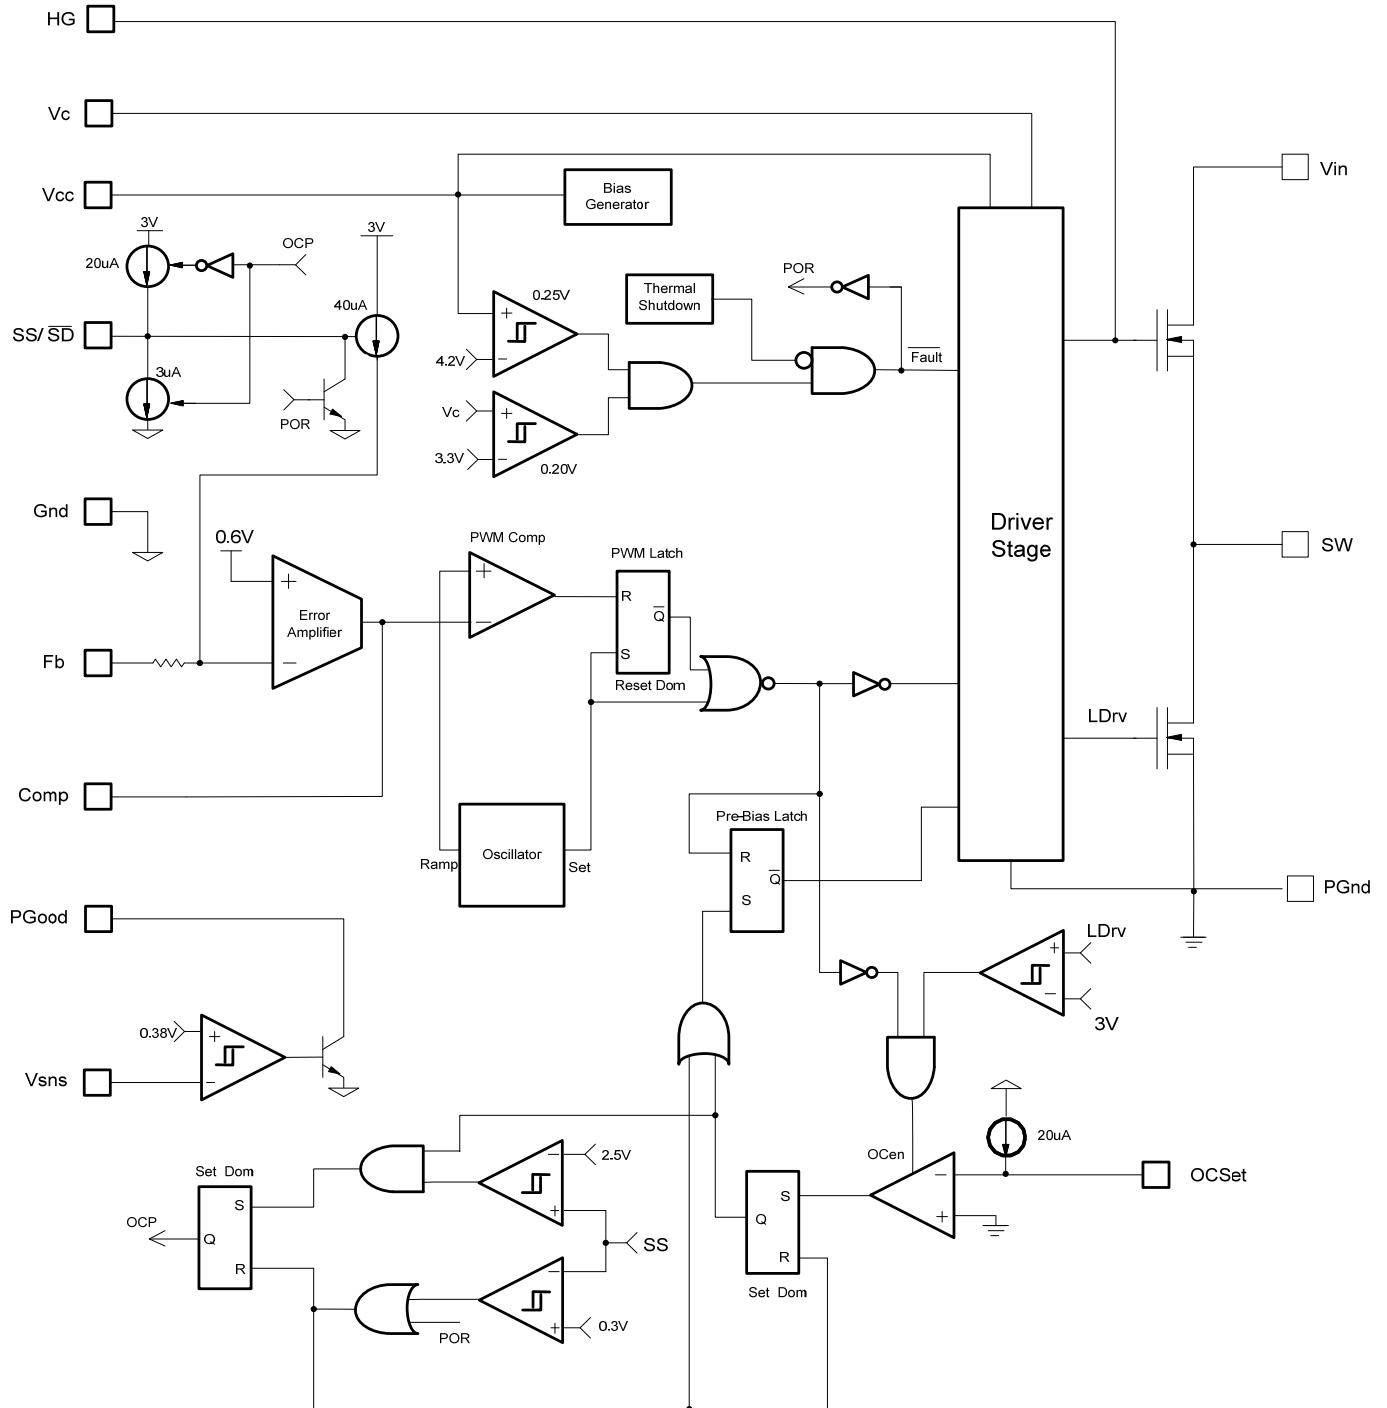 HG
Vc
Vcc
Bias
Generator
Vin
3V
3V
OCP
20uA
40uA
0.25V
Thermal
Shutdown
POR
SS/ S̅D̅
+
4.2V
−
F̅a̅u̅l̅t̅
3uA
POR
Vc
+
3.3V
−
0.20V
Gnd
0.6V
PWM Comp
PWM Latch
Driver
Stage
SW
+
Error
Amplifier
−
+
−
R
Q̅
S
Reset Dom
Fb
LDrv
Comp
Ramp
Oscillator
Set
Pre-Bias Latch
R
Q̅
S
PGnd
PGood
LDrv
+
−
3V
0.38V
+
−
Vsns
20uA
OCen
−
+
OCSet
2.5V
−
+
Set Dom
S
Q
R
OCP
SS
S
Q
R
Set Dom
−
+
0.3V
POR